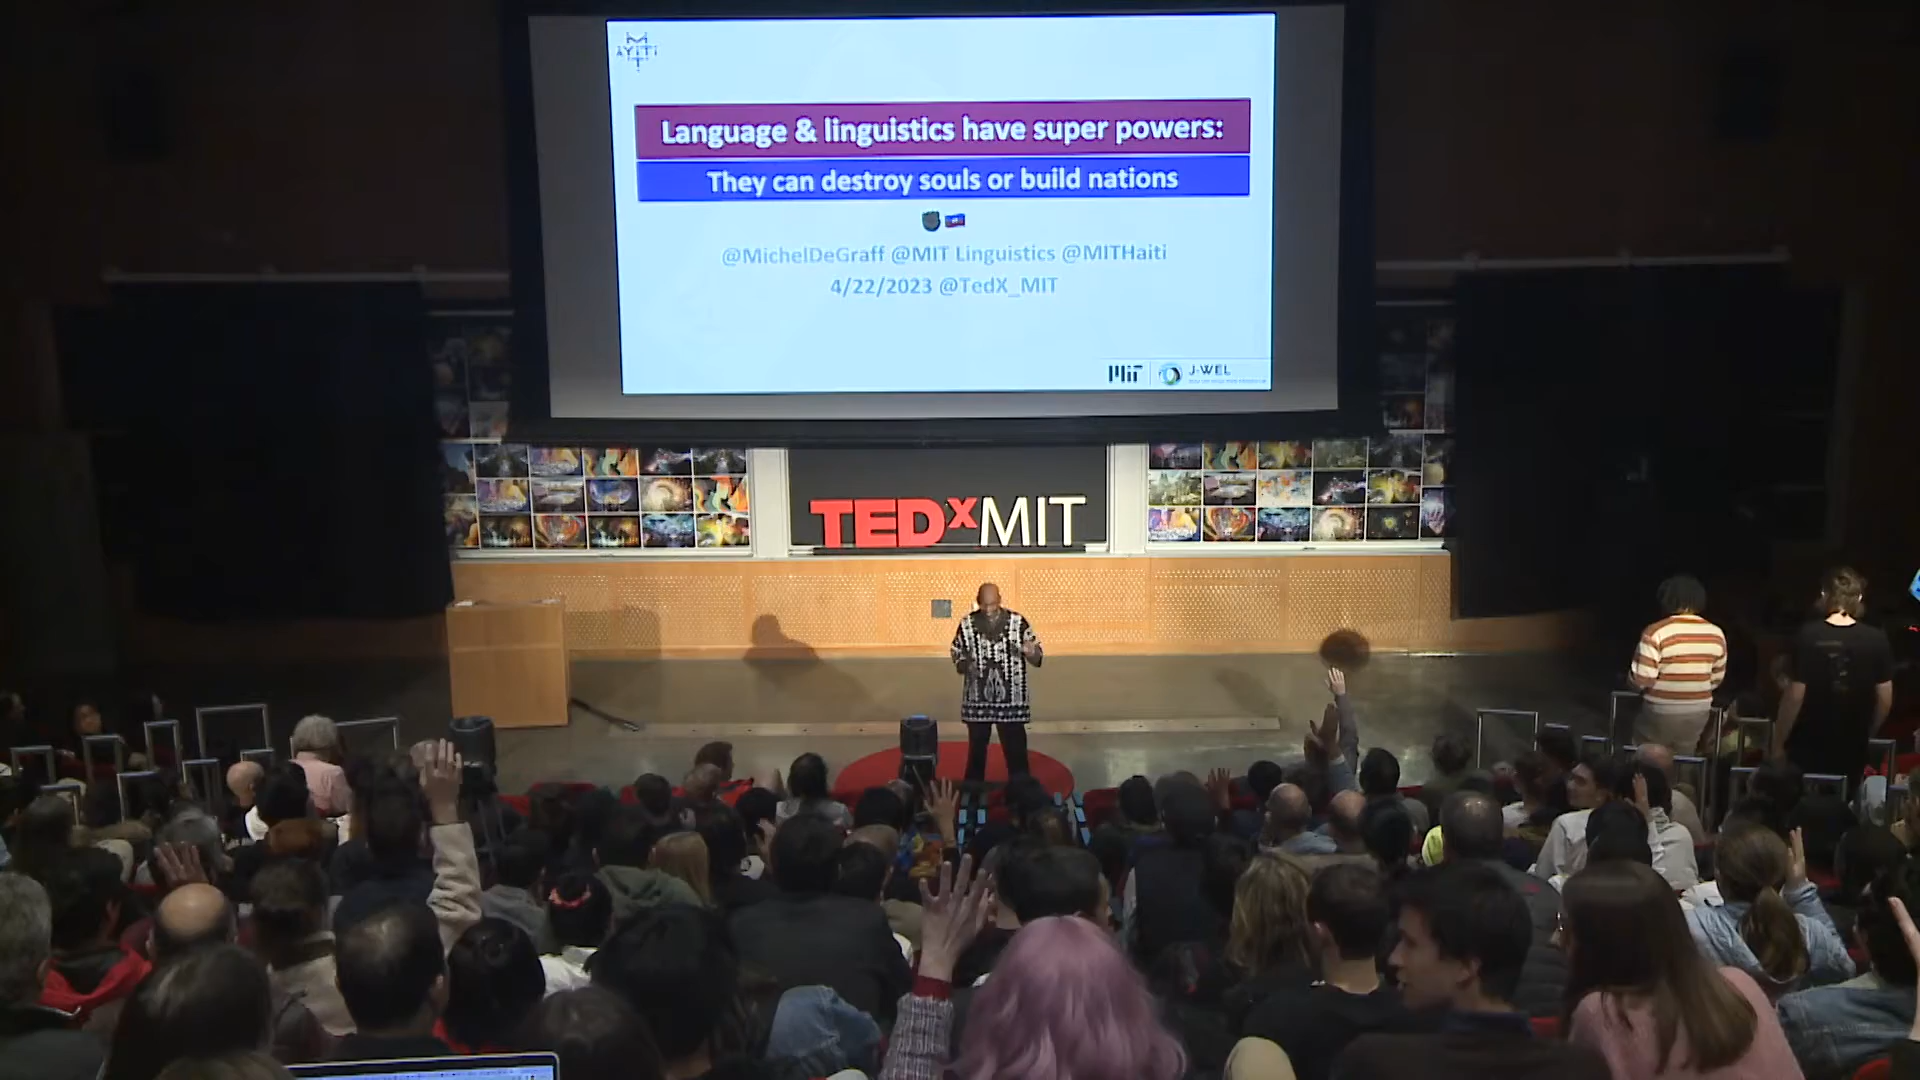 AYITI
Language & linguistics have super powers:
They can destroy souls or build nations
@MichelDeGraff @MIT Linguistics @MITHaiti
4/22/2023 @TedX_MIT
MIT
J-WEL
TEDxMIT